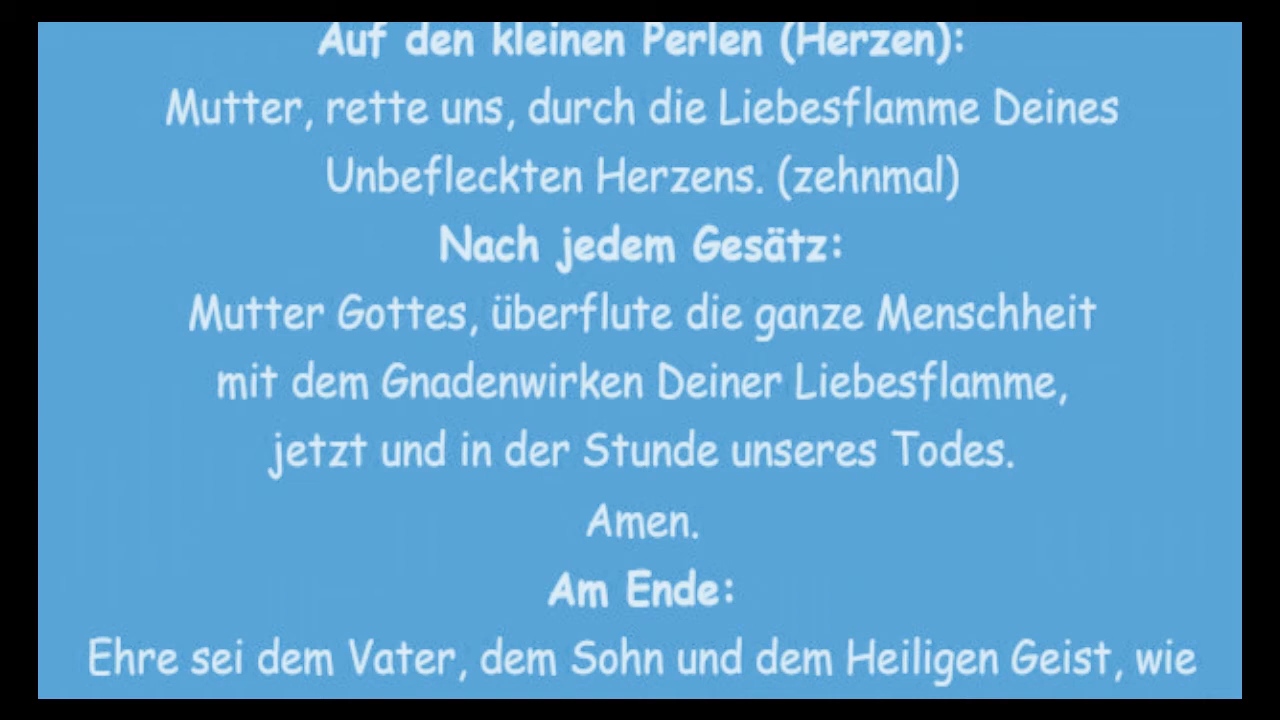 Auf den kleinen Perlen (Herzen):
Mutter, rette uns, durch die Liebesflamme Deines
Unbefleckten Herzens. (zehnmal)
Nach jedem Gesätz:
Mutter Gottes, überflute die ganze Menschheit
mit dem Gnadenwirken Deiner Liebesflamme,
jetzt und in der Stunde unseres Todes.
Amen.
Am Ende:
Ehre sei dem Vater, dem Sohn und dem Heiligen Geist, wie